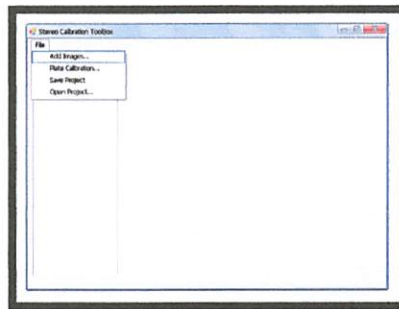 Stereo Calibration Toolbox
File
Add Images...
Plate Calibration...
Save Project
Open Project...